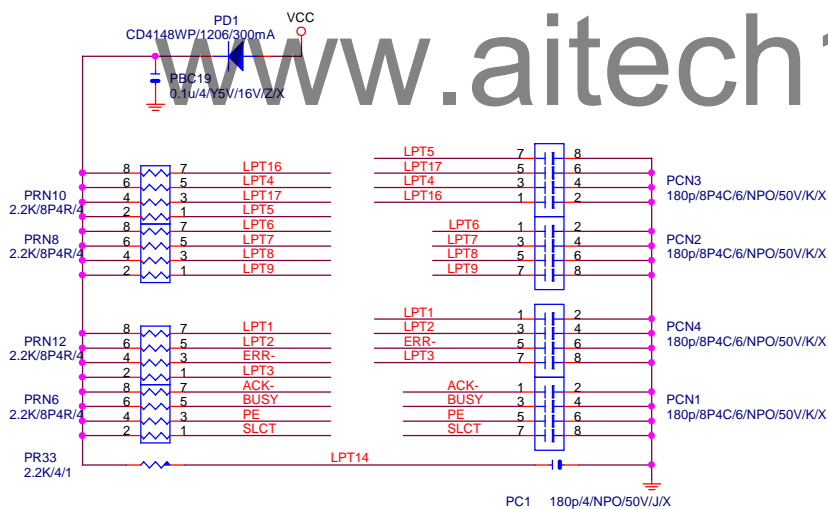 PD1
VCC
CD4148WP/1206/300mA
www.aitech1
PBC19
0.1u/4/Y5V/16V/Z/X
LPT5 7 8
8 7 LPT16 LPT17 5 6
6 5 LPT4 LPT4 3 4 PCN3
PRN10 4 3 LPT17 LPT16 1 2 180p/8P4C/6/NPO/50V/K/X
2.2K/8P4R/4 2 1 LPT5
8 7 LPT6 LPT6 1 2
PRN8 6 5 LPT7 LPT7 3 4 PCN2
2.2K/8P4R/4 4 3 LPT8 LPT8 5 6 180p/8P4C/6/NPO/50V/K/X
2 1 LPT9 LPT9 7 8
LPT1 1 2
8 7 LPT1 LPT2 3 4 PCN4
PRN12 6 5 LPT2 ERR- 5 6 180p/8P4C/6/NPO/50V/K/X
2.2K/8P4R/4 4 3 ERR- LPT3 7 8
2 1 LPT3
8 7 ACK- ACK- 1 2
PRN6 6 5 BUSY BUSY 3 4 PCN1
2.2K/8P4R/4 4 3 PE PE 5 6 180p/8P4C/6/NPO/50V/K/X
2 1 SLCT SLCT 7 8
PR33 LPT14
2.2K/4/1
PC1 180p/4/NPO/50V/J/X